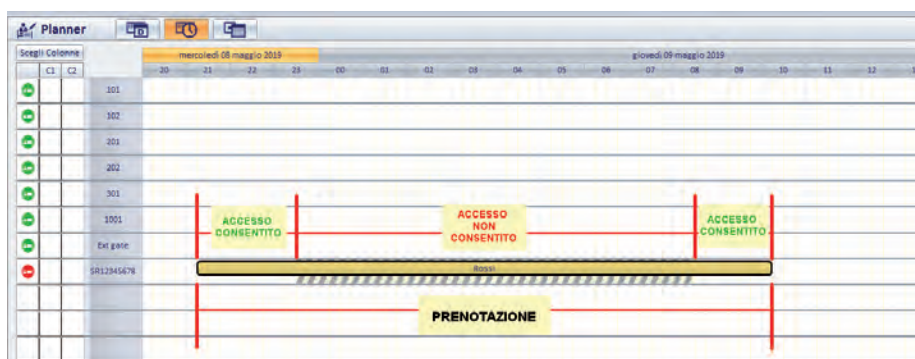 Planner
Scegli Colonne
mercoledì 08 maggio 2019 giovedì 09 maggio 2019
C1 C2
20 21 22 23 00 01 02 03 04 05 06 07 08 09 10 11 12
101
102
201
202
301
1001
ACCESSO
CONSENTITO
ACCESSO
NON
CONSENTITO
ACCESSO
CONSENTITO
Ext gate
SR12345678 Rossi
PRENOTAZIONE